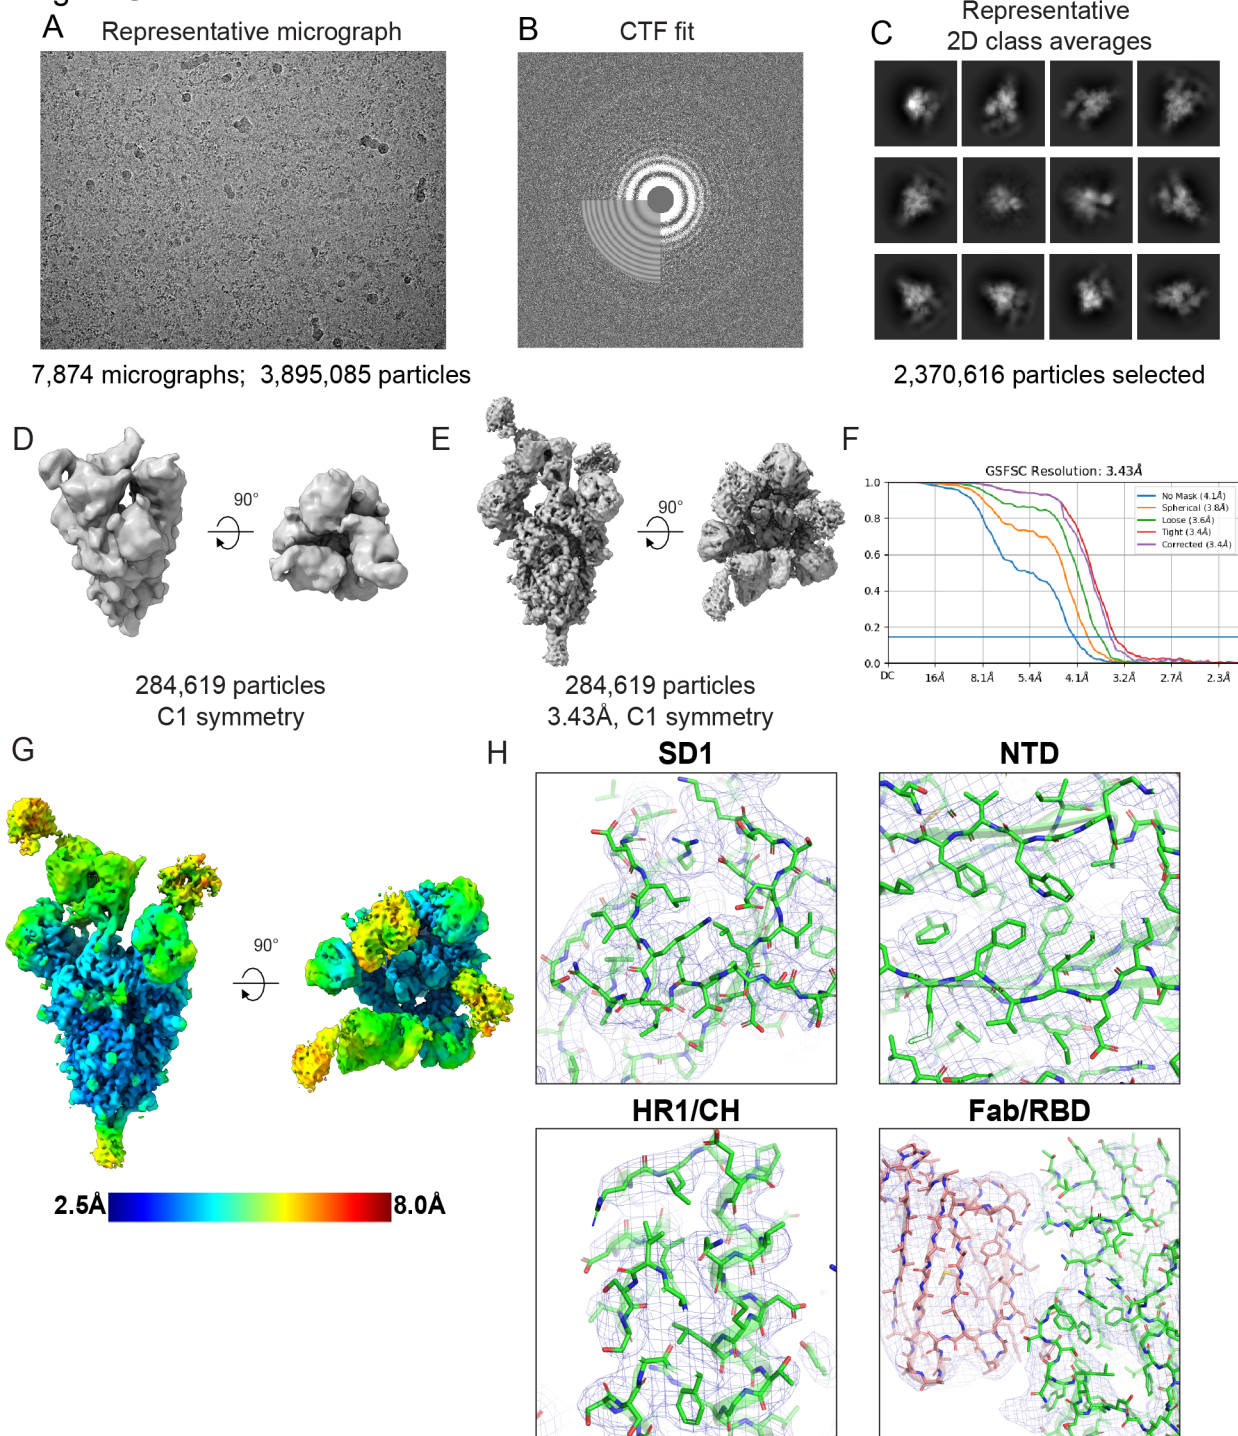 A
Representative micrograph
B
CTF fit
C
Representative
2D class averages
7,874 micrographs; 3,895,085 particles
2,370,616 particles selected
D
90°
284,619 particles
C1 symmetry
E
90°
284,619 particles
3.43Å, C1 symmetry
F
GSFSC Resolution: 3.43Å
1.0
0.8
0.6
0.4
0.2
0.0
No Mask (4.1Å)
Spherical (3.8Å)
Loose (3.6Å)
Tight (3.4Å)
Corrected (3.4Å)
DC 16Å 8.1Å 5.4Å 4.1Å 3.2Å 2.7Å 2.3Å
G
90°
2.5Å 8.0Å
H
SD1
NTD
HR1/CH
Fab/RBD